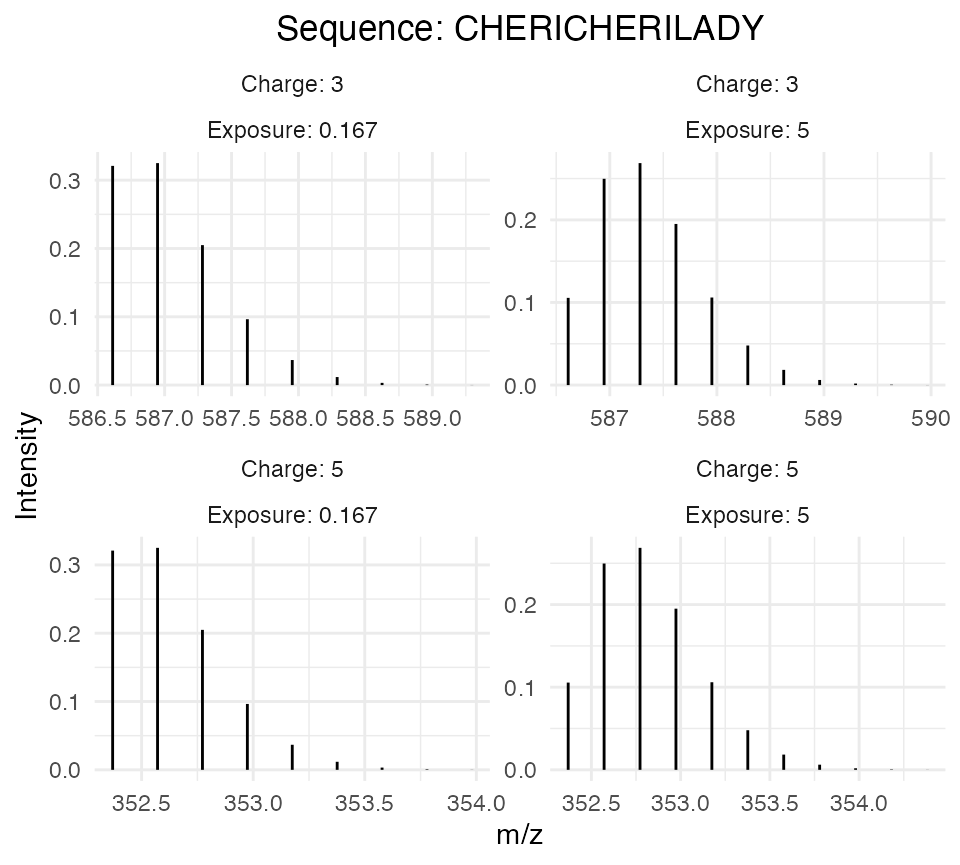 Sequence: CHERICHERILADY
Charge: 3
Exposure: 0.167
0.3
0.2
0.1
0.0
586.5 587.0 587.5 588.0 588.5 589.0
Charge: 3
Exposure: 5
0.2
0.1
0.0
587 588 589 590
Intensity
Charge: 5
Exposure: 0.167
0.3
0.2
0.1
0.0
352.5 353.0 353.5 354.0
Charge: 5
Exposure: 5
0.2
0.1
0.0
352.5 353.0 353.5 354.0
m/z